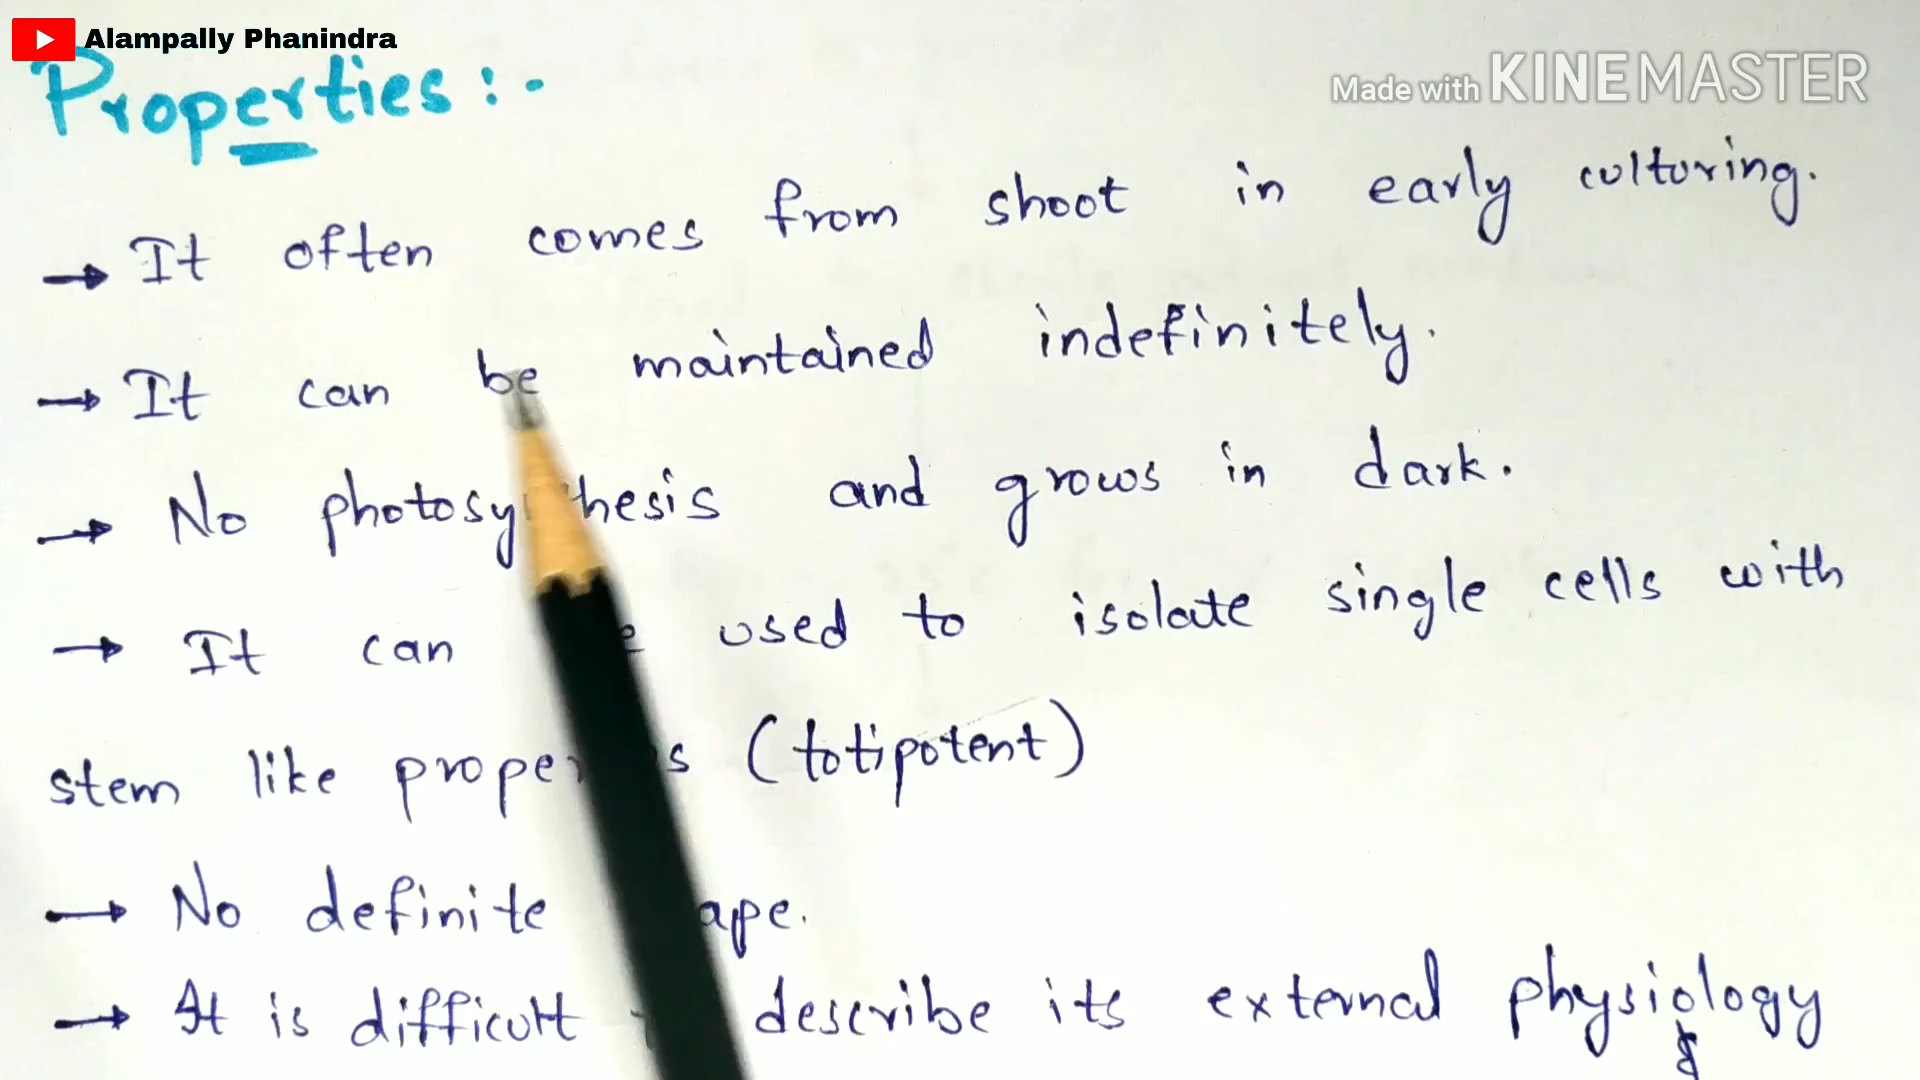 Alampally Phanindra
Made with KINEMASTER
Properties :-
→ It often comes from shoot in early culturing.
→ It can be maintained indefinitely.
→ No photosy hesis and grows in dark.
→ It can used to isolate single cells with
stem like (totipotent)
→ No definite
→ It is difficult describe its external physiology